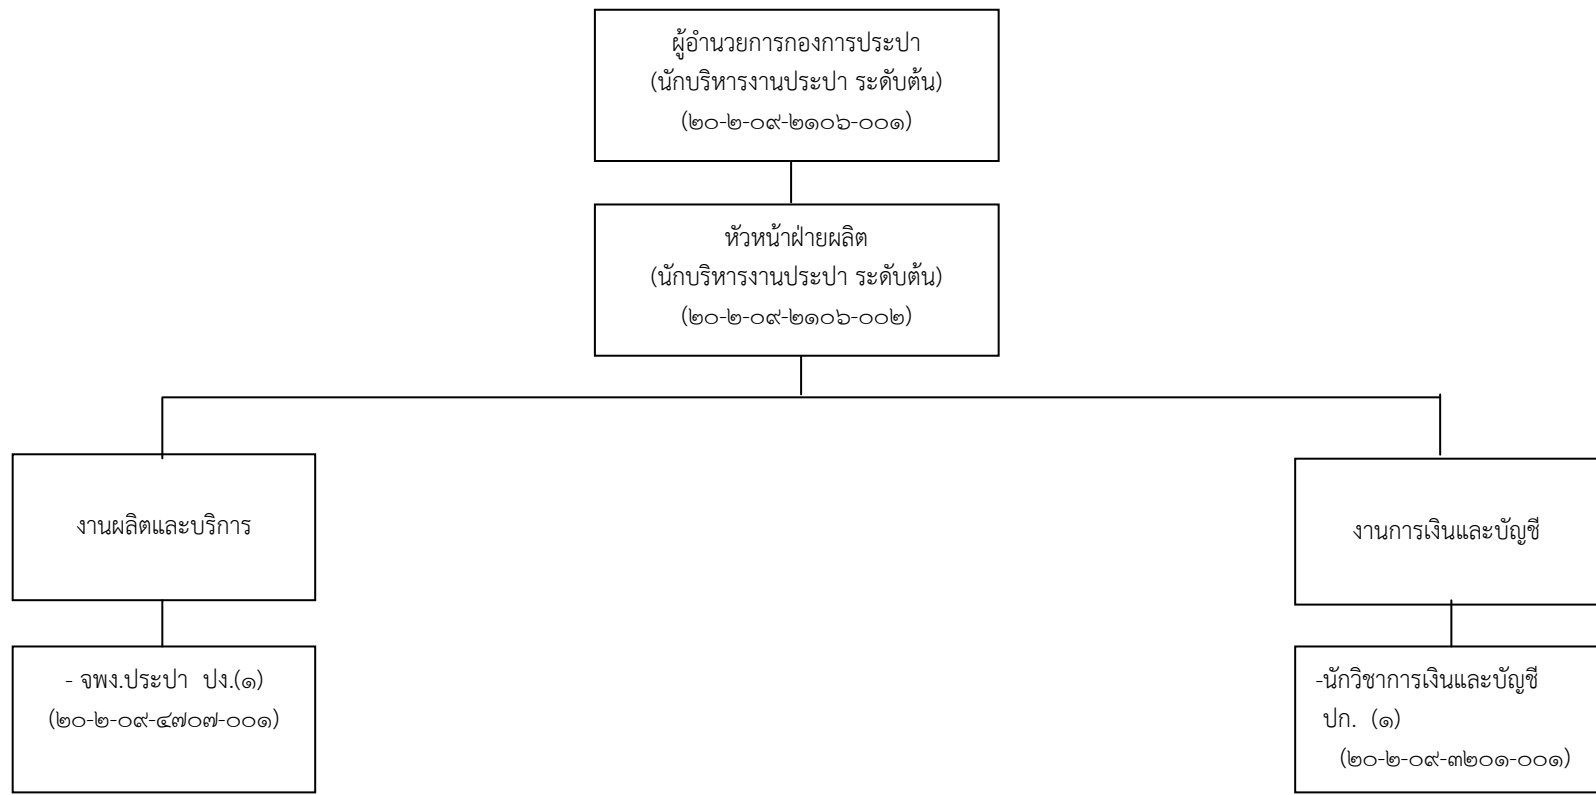 ผู้อำนวยการกองการประปา
(นักบริหารงานประปา ระดับต้น)
(๒๐-๒-๐๙-๒๑๐๖-๐๐๑)
หัวหน้าฝ่ายผลิต
(นักบริหารงานประปา ระดับต้น)
(๒๐-๒-๐๙-๒๑๐๖-๐๐๒)
งานผลิตและบริการ
งานการเงินและบัญชี
- จพง.ประปา ปง.(๑)
(๒๐-๒-๐๙-๔๗๐๗-๐๐๑)
-นักวิชาการเงินและบัญชี
ปก. (๑)
(๒๐-๒-๐๙-๓๒๐๑-๐๐๑)